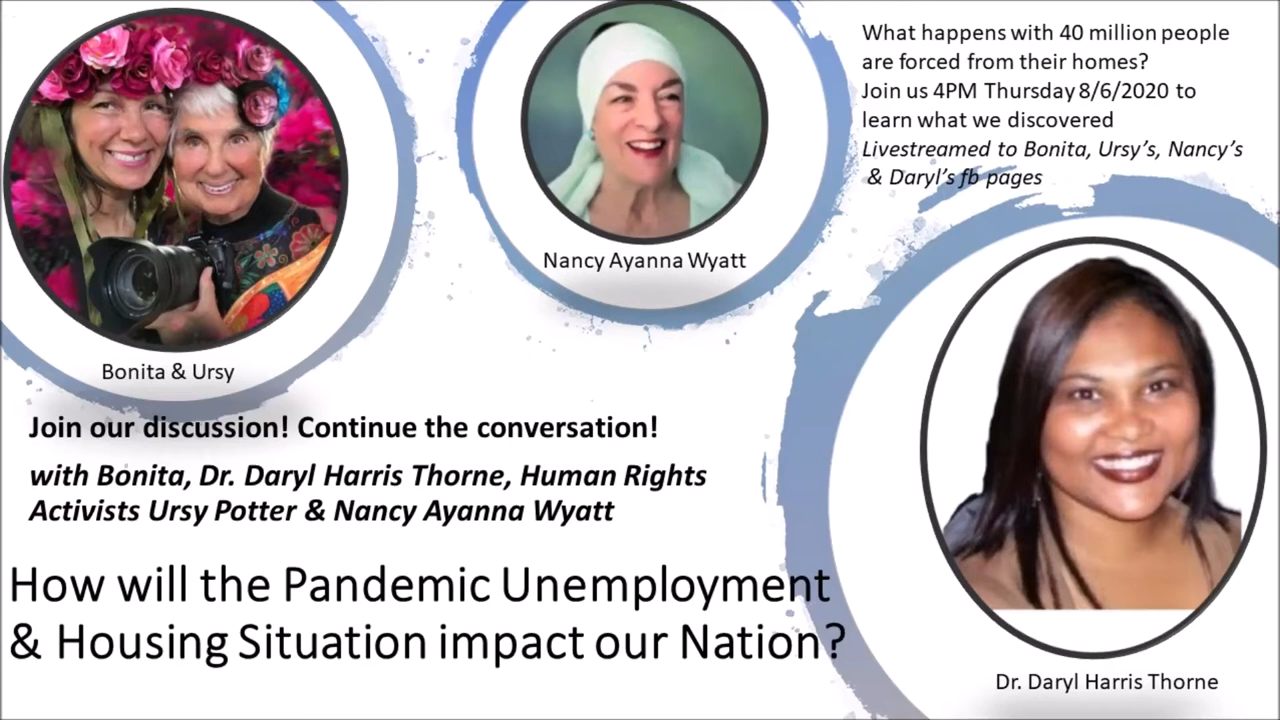 What happens with 40 million people
are forced from their homes?
Join us 4PM Thursday 8/6/2020 to
learn what we discovered
Livestreamed to Bonita, Ursy's, Nancy's
& Daryl's fb pages
Nancy Ayanna Wyatt
Bonita & Ursy
Join our discussion! Continue the conversation!
with Bonita, Dr. Daryl Harris Thorne, Human Rights
Activists Ursy Potter & Nancy Ayanna Wyatt
How will the Pandemic Unemployment
& Housing Situation impact our Nation?
Dr. Daryl Harris Thorne